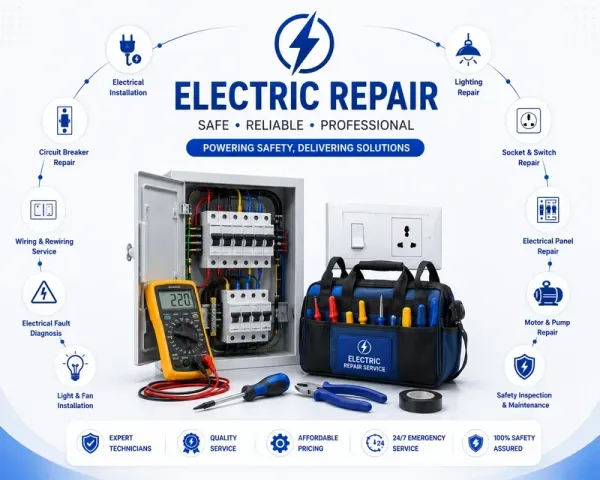 ELECTRIC REPAIR
SAFE • RELIABLE • PROFESSIONAL
POWERING SAFETY, DELIVERING SOLUTIONS
Electrical
Installation
Circuit Breaker
Repair
Wiring & Rewiring
Service
Electrical Fault
Diagnosis
Light & Fan
Installation
Lighting
Repair
Socket & Switch
Repair
Electrical Panel
Repair
Motor & Pump
Repair
Safety Inspection
& Maintenance
220
ELECTRIC
REPAIR SERVICE
EXPERT
TECHNICIANS
QUALITY
SERVICE
AFFORDABLE
PRICING
24
24/7 EMERGENCY
SERVICE
100% SAFETY
ASSURED